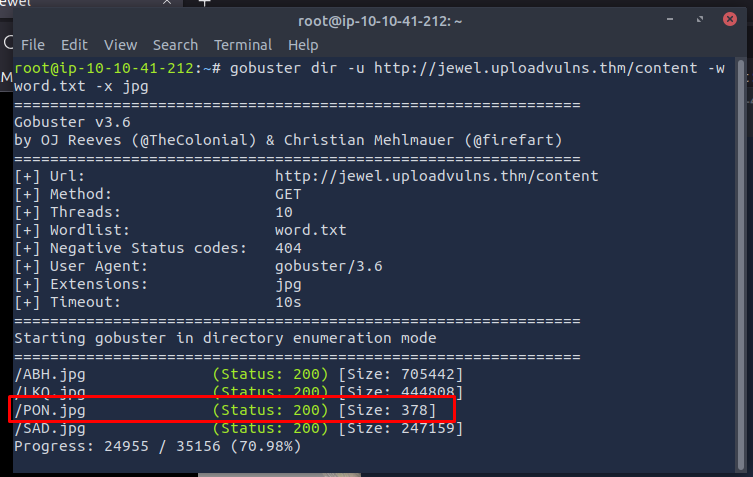 ewel
root@ip-10-10-41-212: ~
File Edit View Search Terminal Help
root@ip-10-10-41-212:~# gobuster dir -u http://jewel.uploadvulns.thm/content -w
word.txt -x jpg
===============================================================
Gobuster v3.6
by OJ Reeves (@TheColonial) & Christian Mehlmauer (@firefart)
===============================================================
[+] Url: http://jewel.uploadvulns.thm/content
[+] Method: GET
[+] Threads: 10
[+] Wordlist: word.txt
[+] Negative Status codes: 404
[+] User Agent: gobuster/3.6
[+] Extensions: jpg
[+] Timeout: 10s
===============================================================
Starting gobuster in directory enumeration mode
===============================================================
/ABH.jpg (Status: 200) [Size: 705442]
/LKQ.jpg (Status: 200) [Size: 444808]
/PON.jpg (Status: 200) [Size: 378]
/SAD.jpg (Status: 200) [Size: 247159]
Progress: 24955 / 35156 (70.98%)